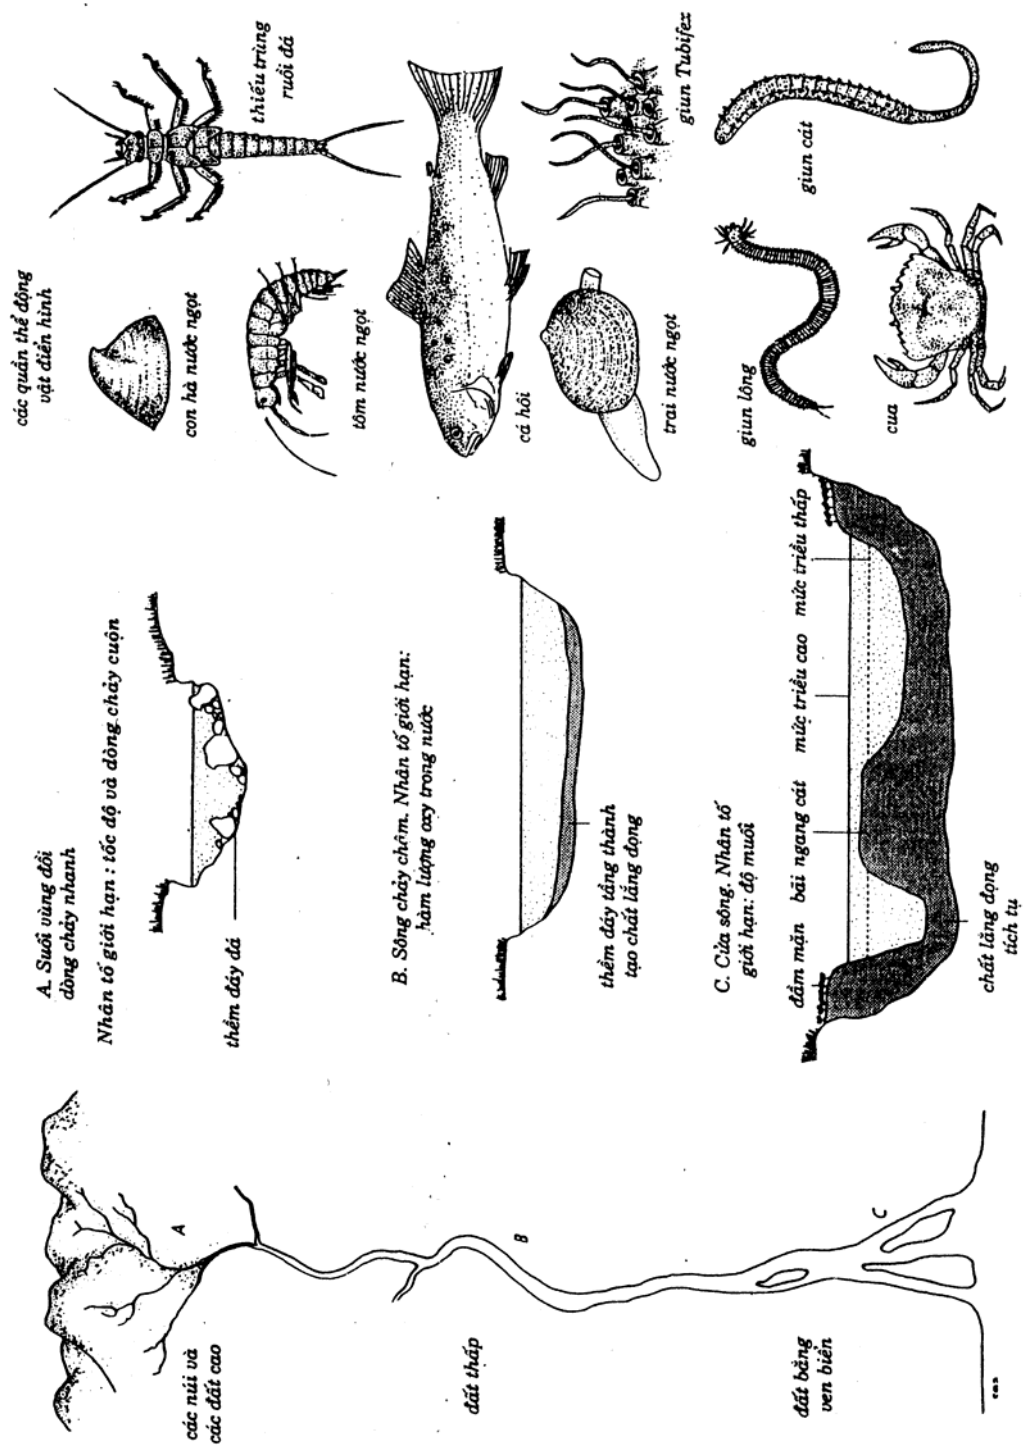 các núi và
các đất cao
đất thấp
đất bằng
ven biển
A
B
C
A. Suối vùng đồi
dòng chảy nhanh
Nhân tố giới hạn : tốc độ và dòng chảy cuộn
thềm đáy đá
B. Sông chảy chậm. Nhân tố giới hạn:
hàm lượng oxy trong nước
thềm đáy tầng thành
tạo chất lắng đọng
C. Cửa sông. Nhân tố
giới hạn: độ muối
đầm mặn bãi ngang cát mức triều cao mức triều thấp
chất lắng đọng
tích tụ
các quần thể động
vật điển hình
con hà nước ngọt
thiếu trùng
ruồi đá
tôm nước ngọt
cá hồi
trai nước ngọt
giun Tubifex
giun lông
giun cát
cua